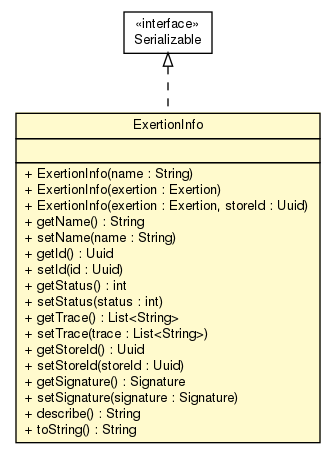 «interface»
Serializable
ExertionInfo
+ ExertionInfo(name : String)
+ ExertionInfo(exertion : Exertion)
+ ExertionInfo(exertion : Exertion, storeId : Uuid)
+ getName() : String
+ setName(name : String)
+ getId() : Uuid
+ setId(id : Uuid)
+ getStatus() : int
+ setStatus(status : int)
+ getTrace() : List<String>
+ setTrace(trace : List<String>)
+ getStoreId() : Uuid
+ setStoreId(storeId : Uuid)
+ getSignature() : Signature
+ setSignature(signature : Signature)
+ describe() : String
+ toString() : String